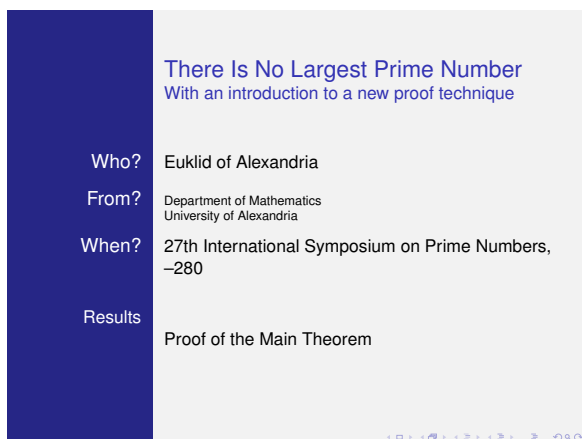 There Is No Largest Prime Number
With an introduction to a new proof technique
Who?
Euklid of Alexandria
From?
Department of Mathematics
University of Alexandria
When?
27th International Symposium on Prime Numbers,
–280
Results
Proof of the Main Theorem